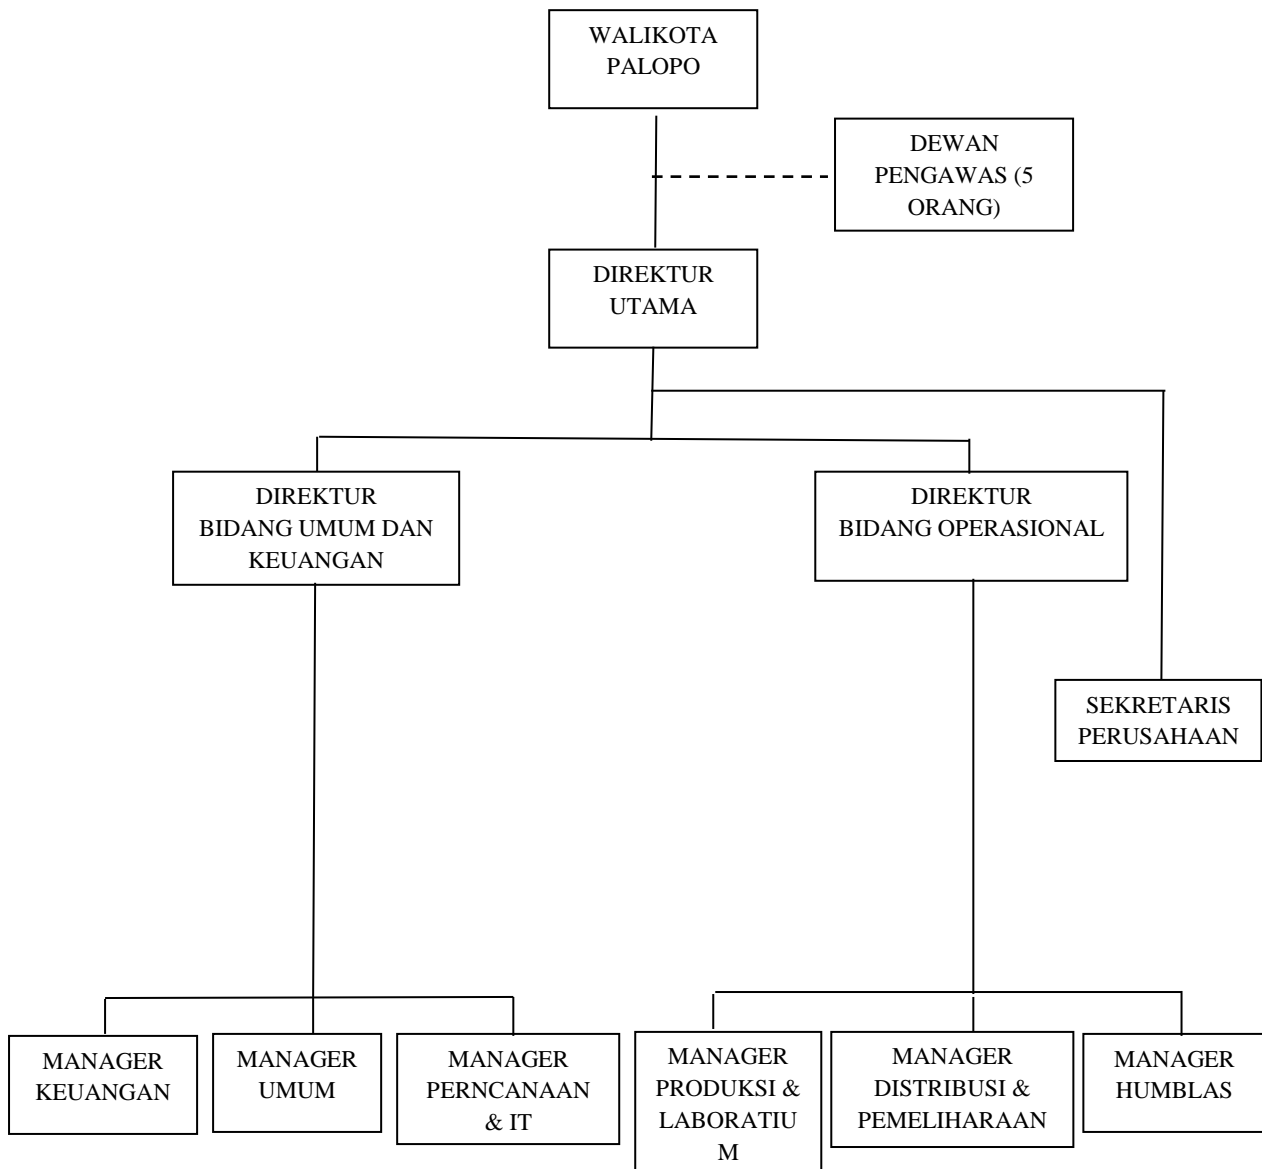 WALIKOTA
PALOPO
DEWAN
PENGAWAS (5
ORANG)
DIREKTUR
UTAMA
DIREKTUR
BIDANG UMUM DAN
KEUANGAN
DIREKTUR
BIDANG OPERASIONAL
SEKRETARIS
PERUSAHAAN
MANAGER
KEUANGAN
MANAGER
UMUM
MANAGER
PERNCANAAN
& IT
MANAGER
PRODUKSI &
LABORATIU
M
MANAGER
DISTRIBUSI &
PEMELIHARAAN
MANAGER
HUMBLAS